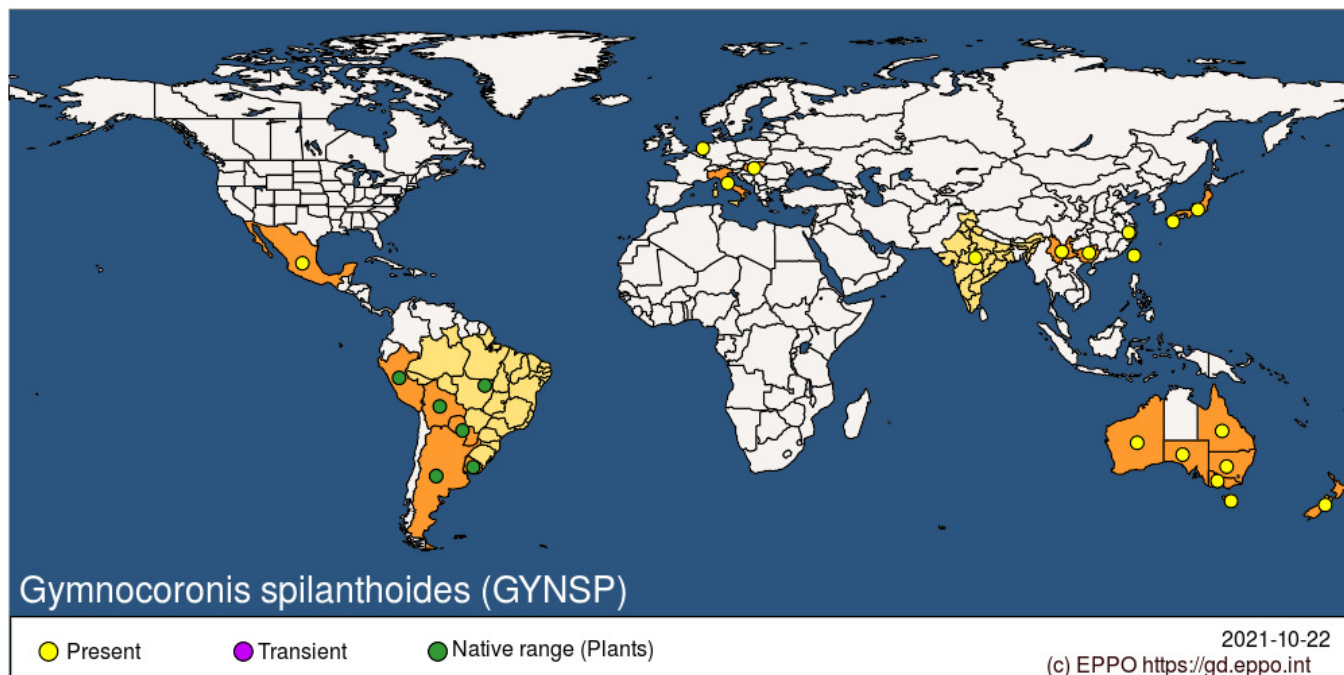 Gymnocoronis spilanthoides (GYNSP)
Present
Transient
Native range (Plants)
2021-10-22
(c) EPPO https://gd.eppo.int